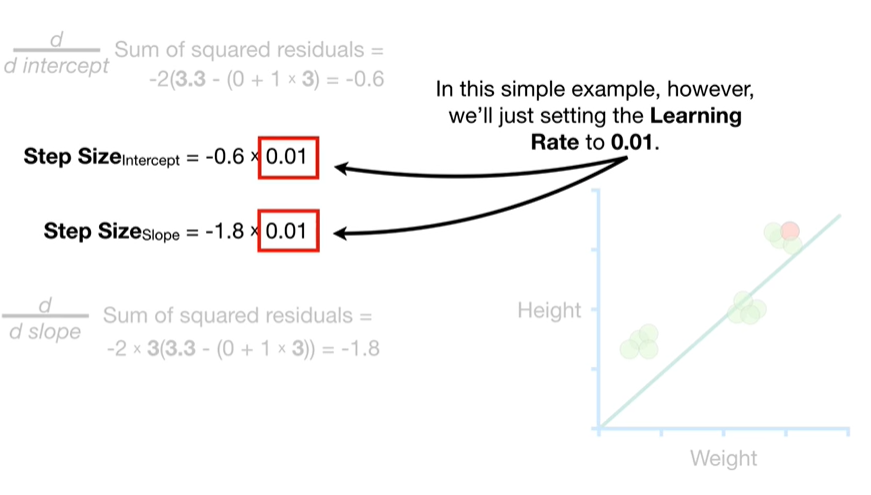 d
d intercept
Sum of squared residuals =
-2(3.3 - (0 + 1 × 3) = -0.6
In this simple example, however,
we'll just setting the Learning
Rate to 0.01.
Step SizeIntercept = -0.6 × 0.01
Step SizeSlope = -1.8 × 0.01
d
d slope
Sum of squared residuals =
-2 × 3(3.3 - (0 + 1 × 3)) = -1.8
Height
Weight